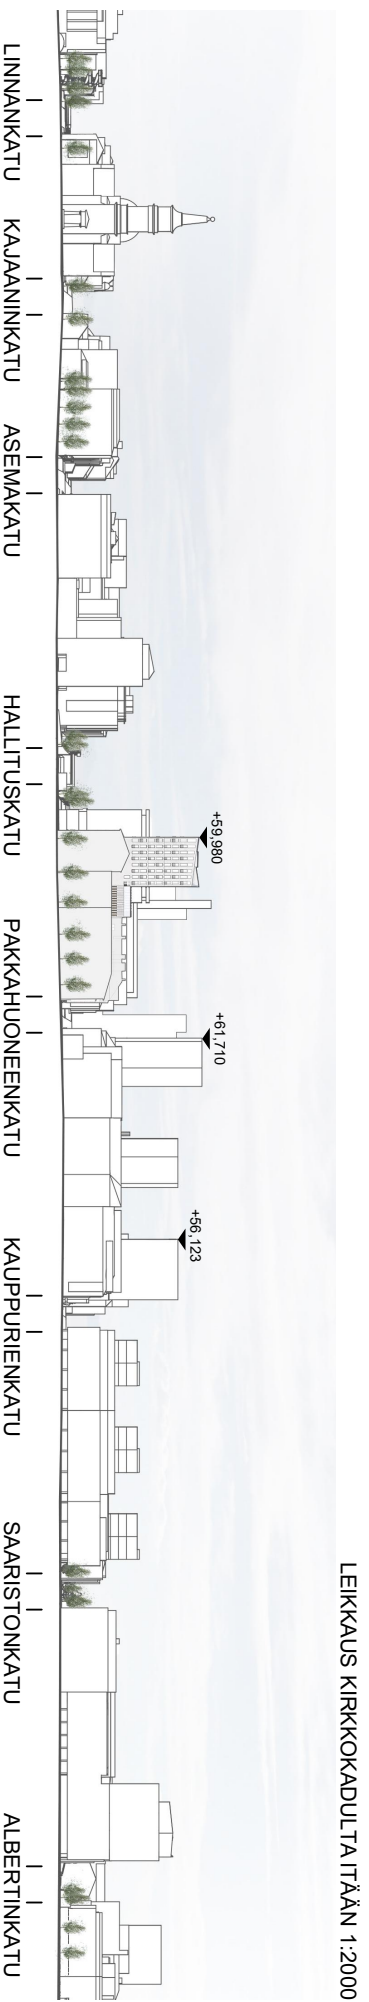 LEIKKAUS KIRKKOKADULTA ITÄÄN 1:2000
+59,980
+61,710
+56,123
LINNANKATU
KAJAANINKATU
ASEMAKATU
HALLITUSKATU
PAKKAHUONEENKATU
KAUPPURIENKATU
SAARISTONKATU
ALBERTINKATU